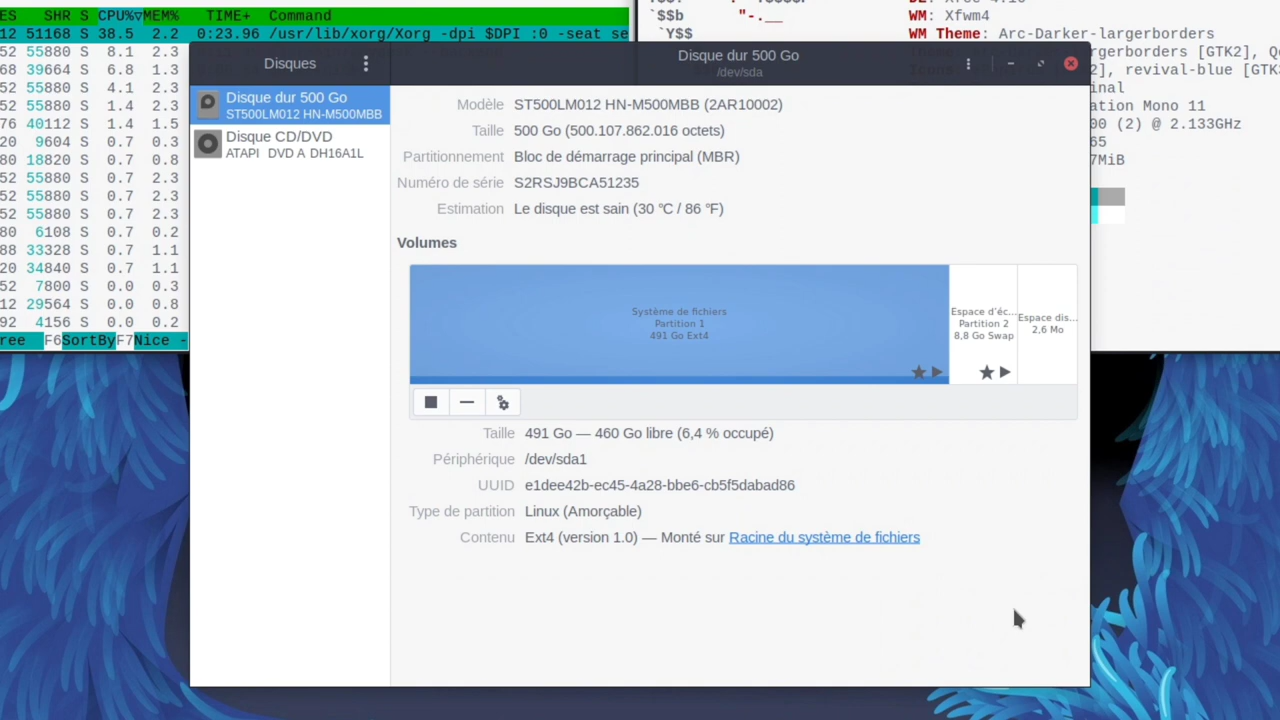 ES SHR S CPU%▽MEM% TIME+ Command
12 51168 S 38.5 2.2 0:23.96 /usr/lib/xorg/Xorg -dpi $DPI :0 -seat se
52 55880 S 8.1 2.3
68 39664 S 6.8 1.3
52 55880 S 4.1 2.3
52 55880 S 1.4 2.3
76 40112 S 1.4 1.5
20 9604 S 0.7 0.3
80 18820 S 0.7 0.8
52 55880 S 0.7 2.3
52 55880 S 0.7 2.3
52 55880 S 0.7 2.3
80 6108 S 0.7 0.2
88 33328 S 0.7 1.1
20 34840 S 0.7 1.1
52 7800 S 0.0 0.3
12 29564 S 0.0 0.8
92 4156 S 0.0 0.2
ree F6SortByF7Nice -
`$$b "-.__
`Y$$
WM: Xfwm4
WM Theme: Arc-Darker-largerborders
rgerborders [GTK2], Q
2], revival-blue [GTK3
inal
ation Mono 11
00 (2) @ 2.133GHz
65
7MiB
Disques
Disque dur 500 Go
/dev/sda
Disque dur 500 Go
ST500LM012 HN-M500MBB
Disque CD/DVD
ATAPI DVD A DH16A1L
Modèle ST500LM012 HN-M500MBB (2AR10002)
Taille 500 Go (500.107.862.016 octets)
Partitionnement Bloc de démarrage principal (MBR)
Numéro de série S2RSJ9BCA51235
Estimation Le disque est sain (30 °C / 86 °F)
Volumes
Système de fichiers
Partition 1
491 Go Ext4
Espace d'éc...
Partition 2
8,8 Go Swap
Espace dis...
2,6 Mo
Taille 491 Go — 460 Go libre (6,4 % occupé)
Périphérique /dev/sda1
UUID e1dee42b-ec45-4a28-bbe6-cb5f5dabad86
Type de partition Linux (Amorçable)
Contenu Ext4 (version 1.0) — Monté sur Racine du système de fichiers